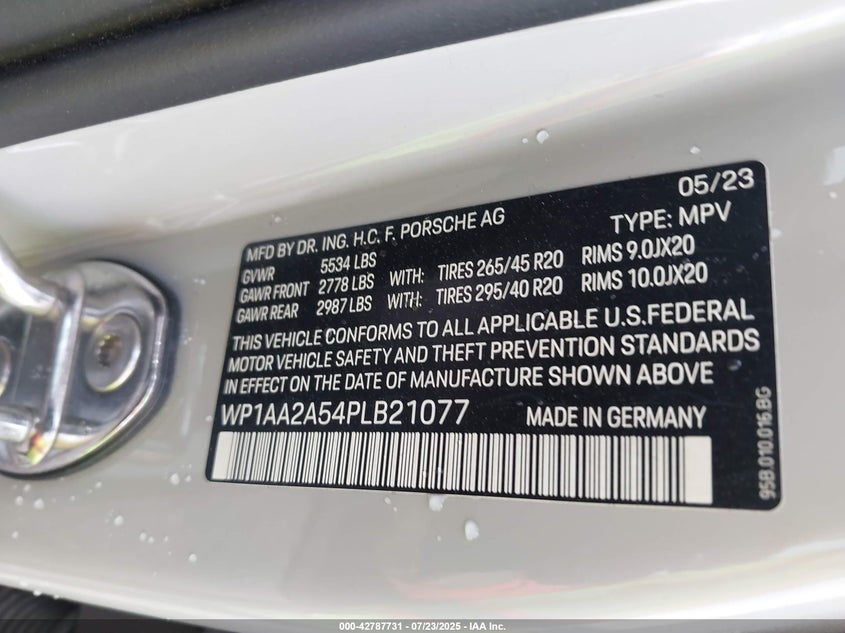 05/23
MFD BY DR. ING. H.C. F. PORSCHE AG TYPE: MPV
GVWR 5534 LBS
GAWR FRONT 2778 LBS WITH: TIRES 265/45 R20 RIMS 9.0JX20
GAWR REAR 2987 LBS WITH: TIRES 295/40 R20 RIMS 10.0JX20
THIS VEHICLE CONFORMS TO ALL APPLICABLE U.S.FEDERAL
MOTOR VEHICLE SAFETY AND THEFT PREVENTION STANDARDS
IN EFFECT ON THE DATE OF MANUFACTURE SHOWN ABOVE
WP1AA2A54PLB21077 MADE IN GERMANY
95B.010.016.BG
000-42787731 - 07/23/2025 - IAA Inc.